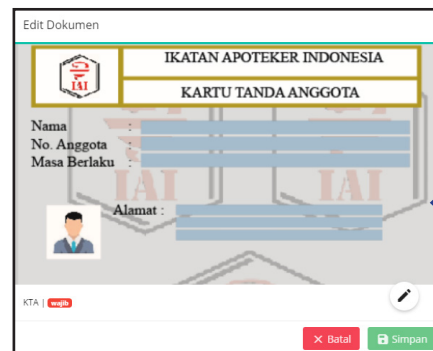 Edit Dokumen
IAI
IKATAN APOTEKER INDONESIA
KARTU TANDA ANGGOTA
Nama :
No. Anggota :
Masa Berlaku :
IAI IAI
Alamat :
KTA | wajib
Batal Simpan